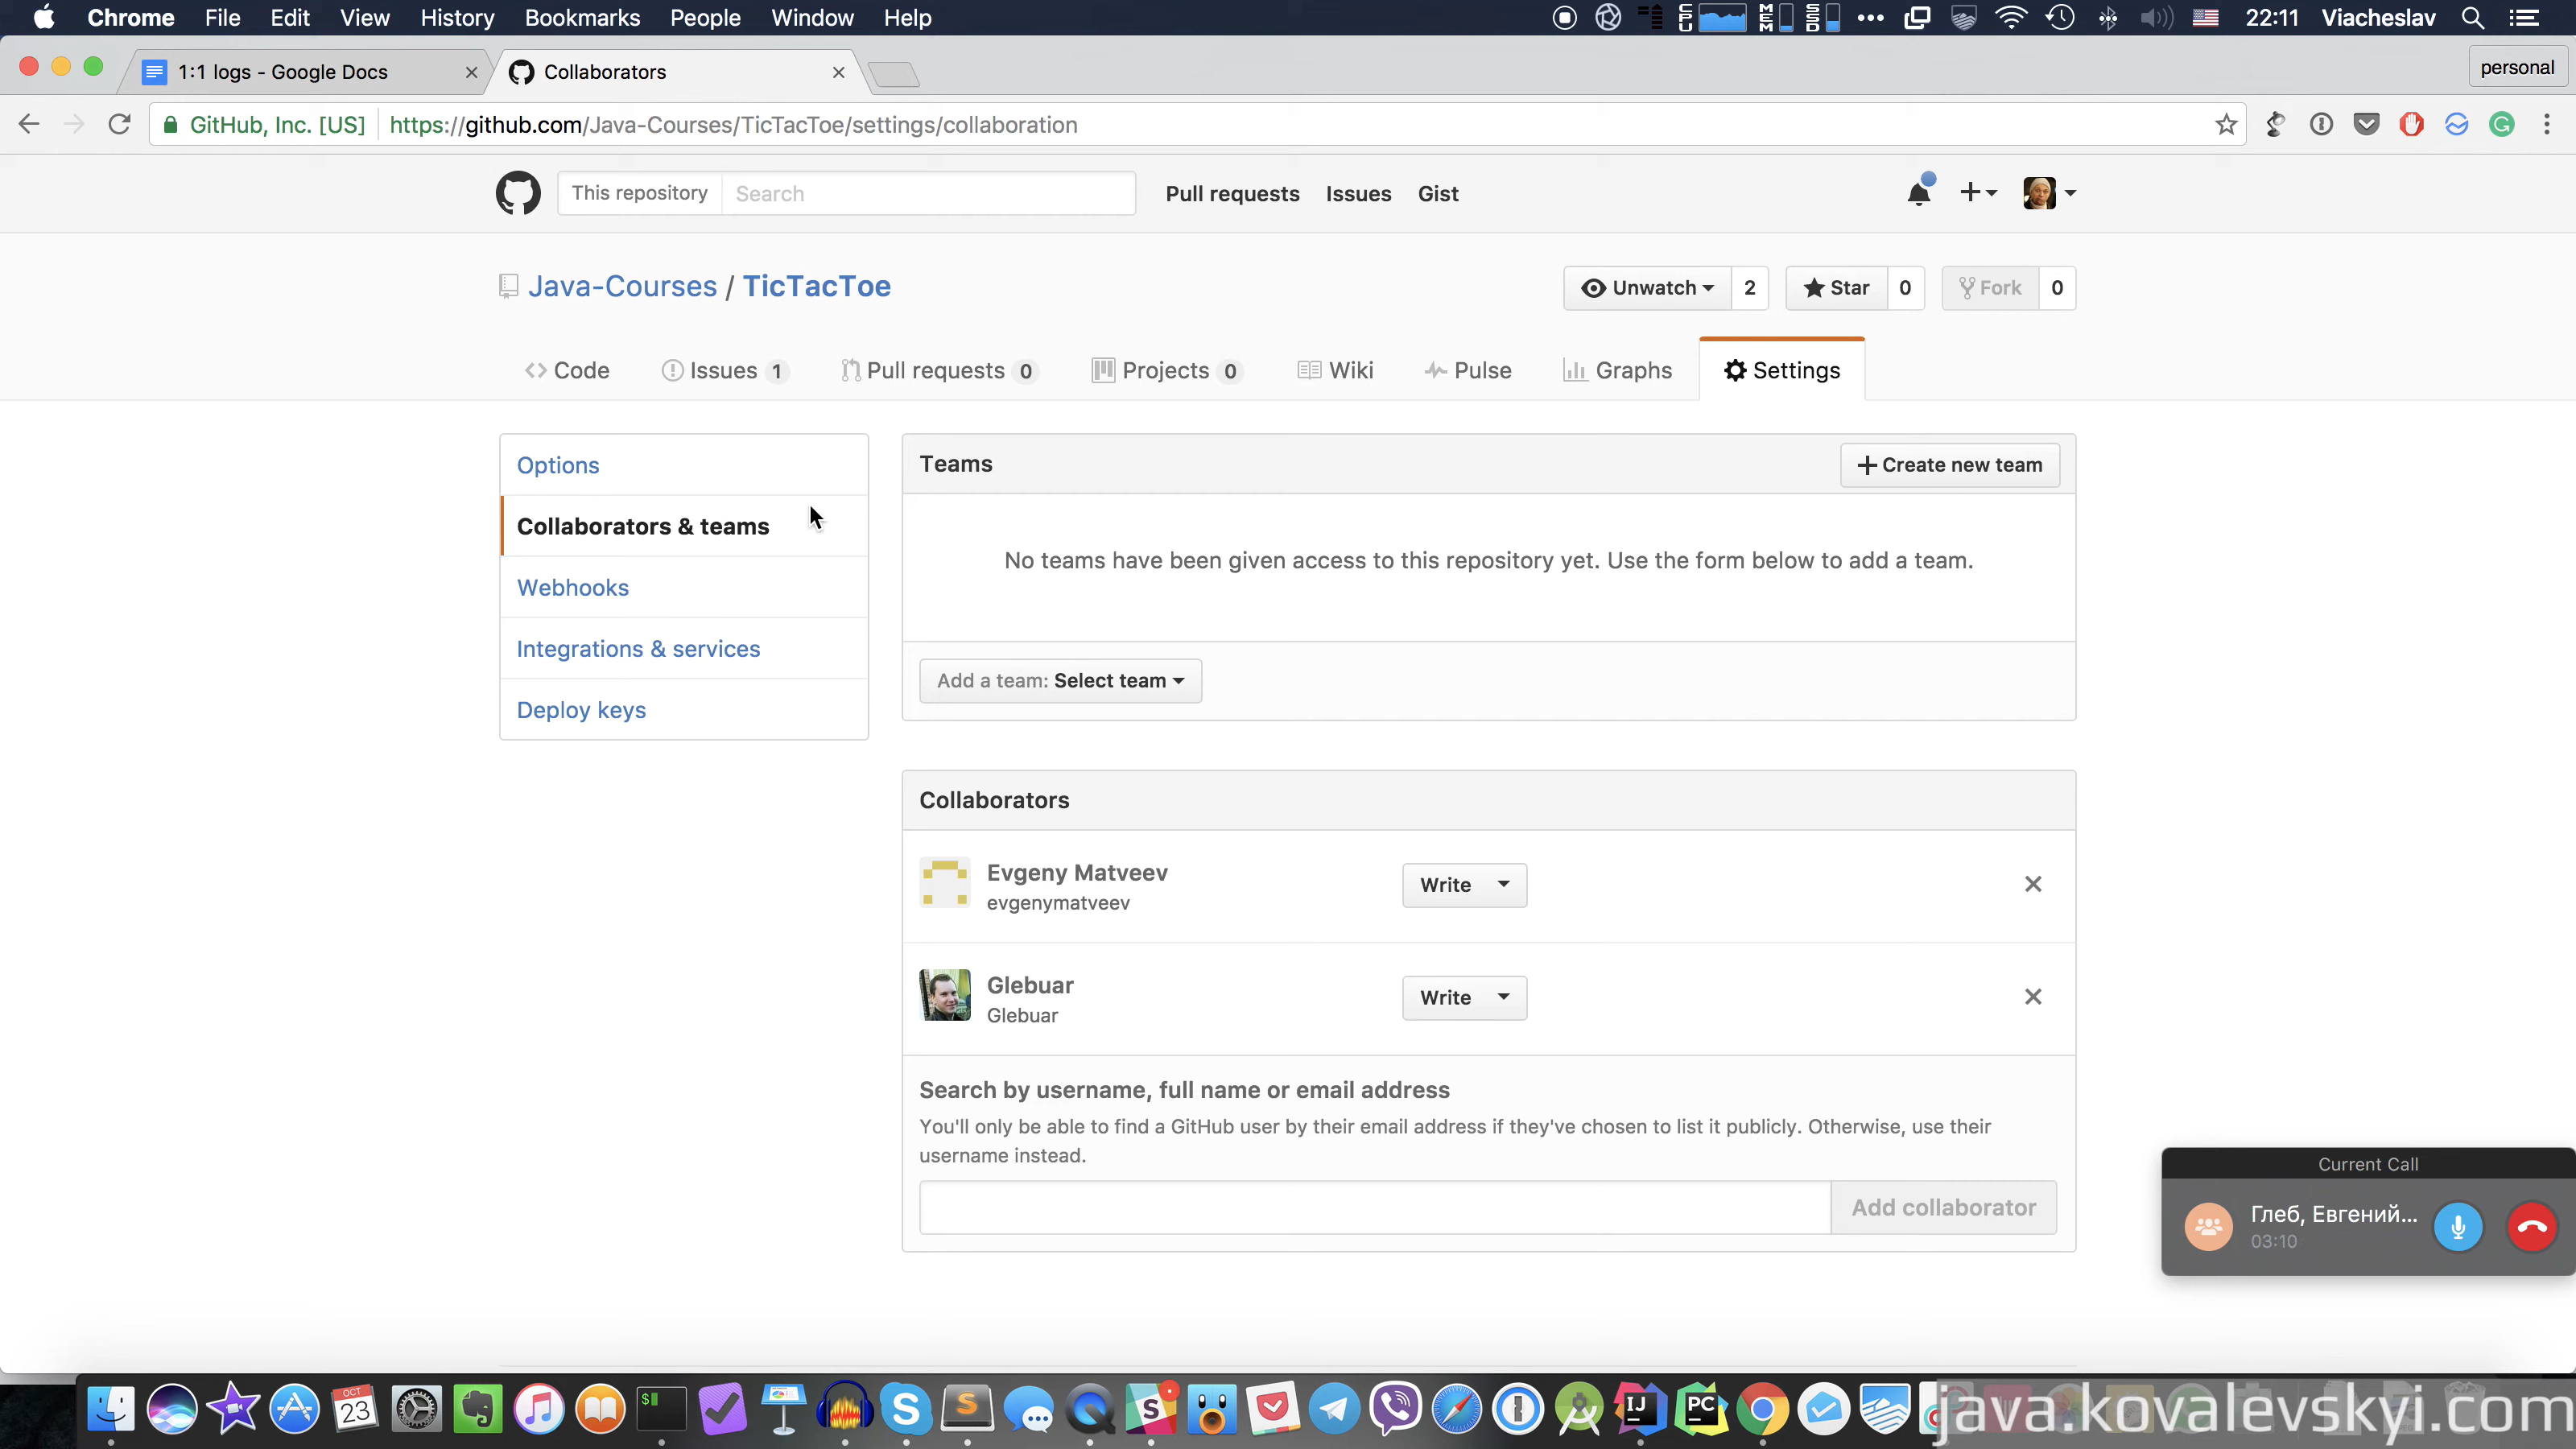 Chrome File Edit View History Bookmarks People Window Help
CPU MEM SSD 22:11 Viacheslav
1:1 logs - Google Docs
Collaborators
personal
GitHub, Inc. [US] https://github.com/Java-Courses/TicTacToe/settings/collaboration
This repository Search Pull requests Issues Gist
Java-Courses / TicTacToe
Unwatch 2 Star 0 Fork 0
Code Issues 1 Pull requests 0 Projects 0 Wiki Pulse Graphs Settings
Options
Collaborators & teams
Webhooks
Integrations & services
Deploy keys
Teams
Create new team
No teams have been given access to this repository yet. Use the form below to add a team.
Add a team: Select team
Collaborators
Evgeny Matveev
evgenymatveev
Write
Glebuar
Glebuar
Write
Search by username, full name or email address
You'll only be able to find a GitHub user by their email address if they've chosen to list it publicly. Otherwise, use their
username instead.
Add collaborator
Current Call
Глеб, Евгений...
03:10
OCT
23
$
IJ
PC
java.kovalevskyi.com